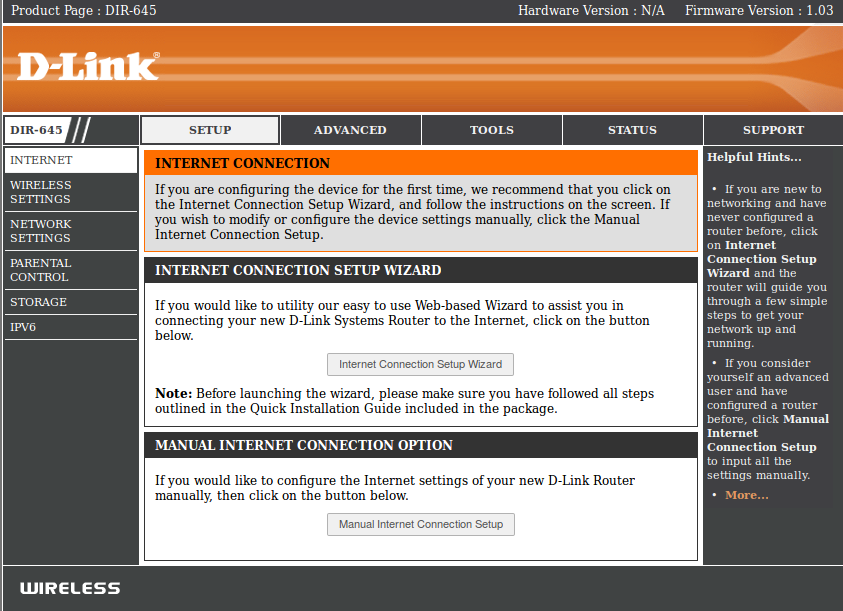 Product Page : DIR-645
Hardware Version : N/A
Firmware Version : 1.03
D-Link®
DIR-645
SETUP
ADVANCED
TOOLS
STATUS
SUPPORT
INTERNET
WIRELESS
SETTINGS
NETWORK
SETTINGS
PARENTAL
CONTROL
STORAGE
IPV6
INTERNET CONNECTION
If you are configuring the device for the first time, we recommend that you click on
the Internet Connection Setup Wizard, and follow the instructions on the screen. If
you wish to modify or configure the device settings manually, click the Manual
Internet Connection Setup.
INTERNET CONNECTION SETUP WIZARD
If you would like to utility our easy to use Web-based Wizard to assist you in
connecting your new D-Link Systems Router to the Internet, click on the button
below.
Internet Connection Setup Wizard
Note: Before launching the wizard, please make sure you have followed all steps
outlined in the Quick Installation Guide included in the package.
MANUAL INTERNET CONNECTION OPTION
If you would like to configure the Internet settings of your new D-Link Router
manually, then click on the button below.
Manual Internet Connection Setup
Helpful Hints...
• If you are new to
networking and have
never configured a
router before, click
on Internet
Connection Setup
Wizard and the
router will guide you
through a few simple
steps to get your
network up and
running.
• If you consider
yourself an advanced
user and have
configured a router
before, click Manual
Internet
Connection Setup
to input all the
settings manually.
• More...
WIRELESS